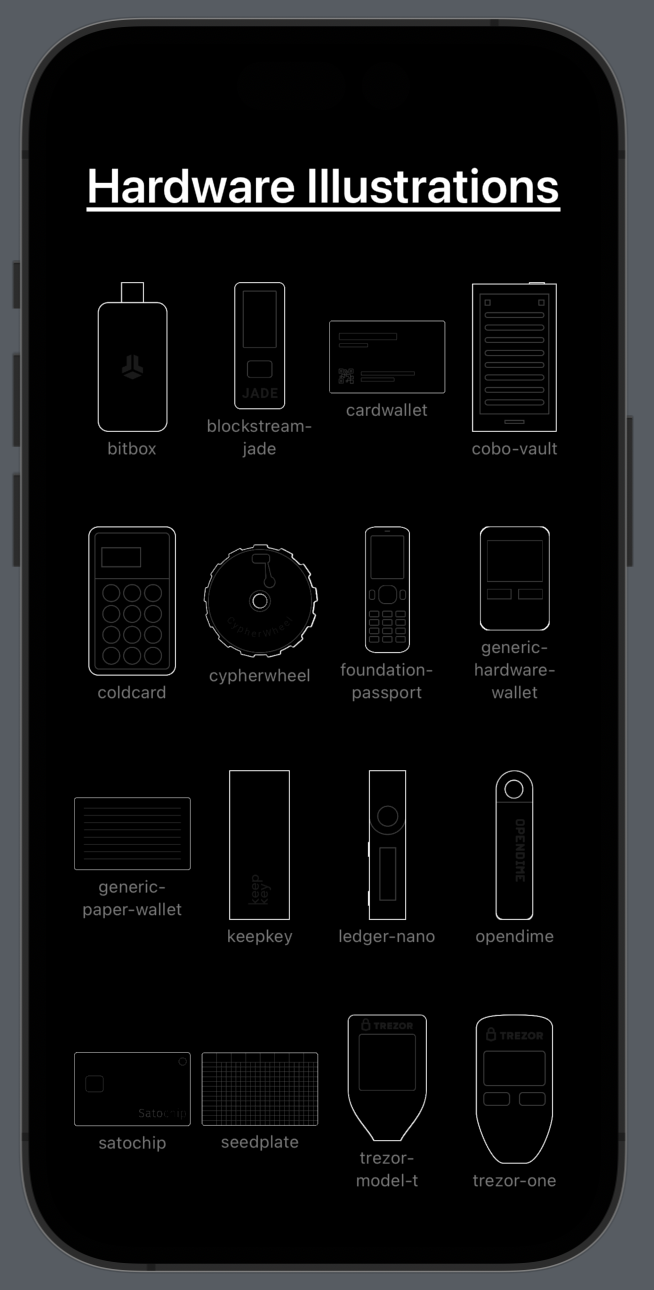 Hardware Illustrations
JADE
bitbox
blockstream-
jade
cardwallet
cobo-vault
CypherWheel
coldcard
cypherwheel
foundation-
passport
generic-
hardware-
wallet
OPENDIME
keep
key
generic-
paper-wallet
keepkey
ledger-nano
opendime
TREZOR
TREZOR
Satochip
satochip
seedplate
trezor-
model-t
trezor-one